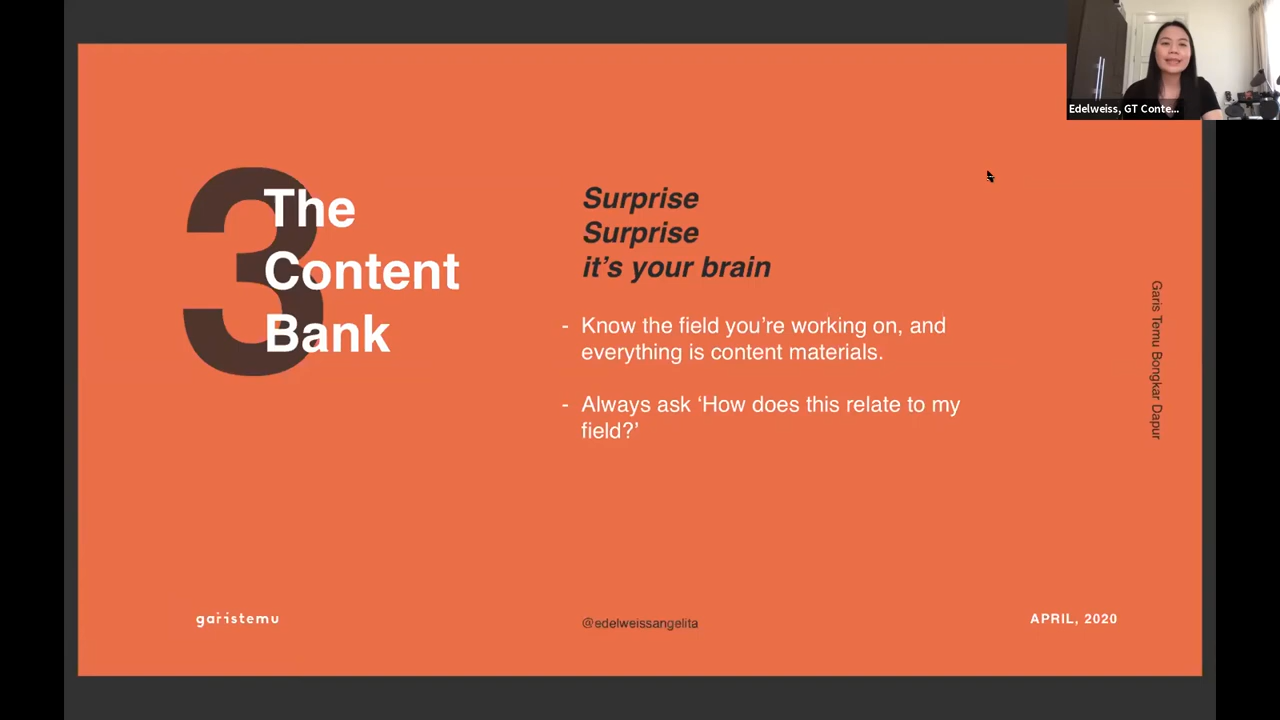 Edelweiss, GT Conte...
3
The
Content
Bank
Surprise
Surprise
it's your brain
- Know the field you're working on, and
everything is content materials.
- Always ask ‘How does this relate to my
field?’
Garis Temu Bongkar Dapur
garistemu
@edelweissangelita
APRIL, 2020